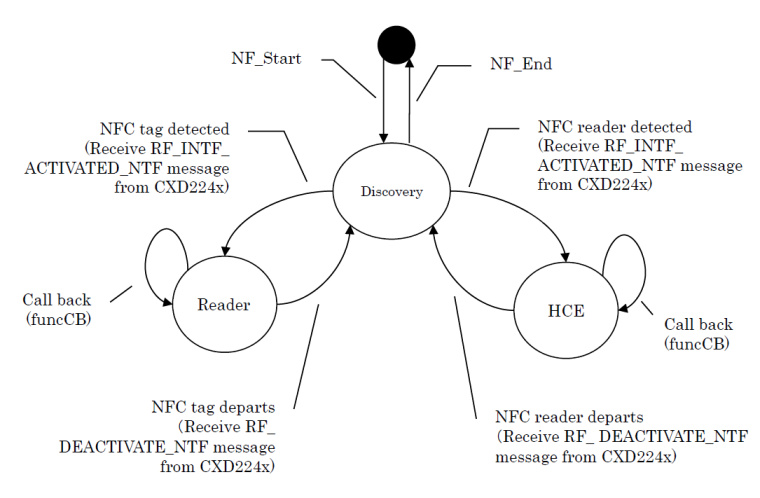 NF_Start
NF_End
NFC tag detected
(Receive RF_INTF_
ACTIVATED_NTF message
from CXD224x)
NFC reader detected
(Receive RF_INTF_
ACTIVATED_NTF message
from CXD224x)
Discovery
Reader
HCE
Call back
(funcCB)
Call back
(funcCB)
NFC tag departs
(Receive RF_
DEACTIVATE_NTF message
from CXD224x)
NFC reader departs
(Receive RF_ DEACTIVATE_NTF
message from CXD224x)